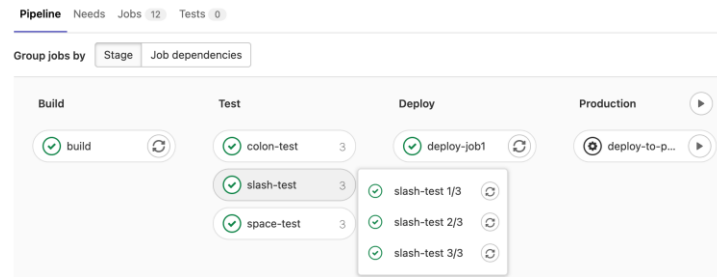 Pipeline Needs Jobs 12 Tests 0
Group jobs by Stage Job dependencies
Build Test Deploy Production
build colon-test 3 deploy-job1 deploy-to-p...
slash-test 3 slash-test 1/3
space-test 3 slash-test 2/3
slash-test 3/3